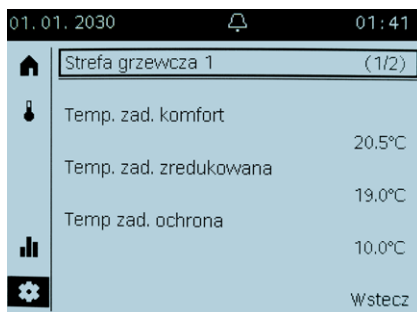 01.01.2030 01:41
Strefa grzewcza 1 (1/2)
Temp. zad. komfort
20.5°C
Temp. zad. zredukowana
19.0°C
Temp zad. ochrona
10.0°C
Wstecz